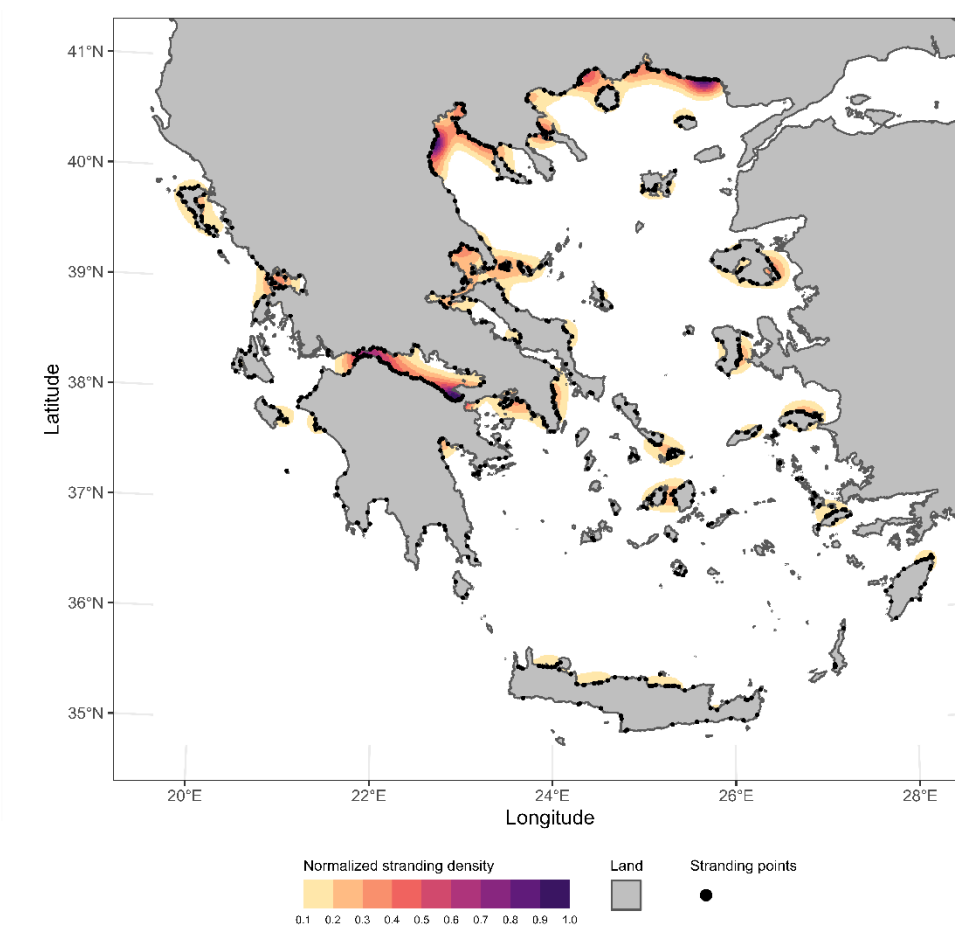 41°N
40°N
39°N
38°N
37°N
36°N
35°N
Latitude
20°E 22°E 24°E 26°E 28°E
Longitude
Normalized stranding density Land Stranding points
0.1 0.2 0.3 0.4 0.5 0.6 0.7 0.8 0.9 1.0